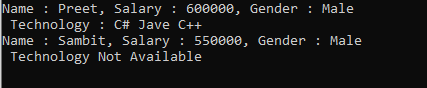 Name : Preet, Salary : 600000, Gender : Male
Technology : C# Jave C++
Name : Sambit, Salary : 550000, Gender : Male
Technology Not Available